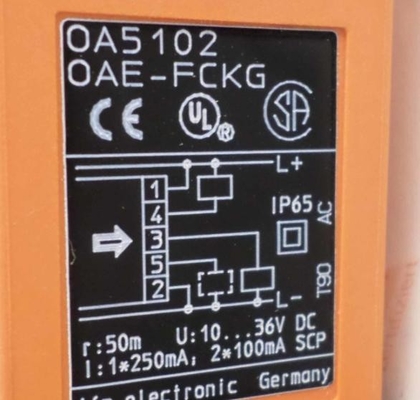 OA5102
OAE-FCKG
CE UL ® SA
L+
1
4
3
5
2
IP65
AC
T90
L-
r:50m U:10...36V DC
I:1*250mA, 2*100mA SCP
ifm electronic Germany